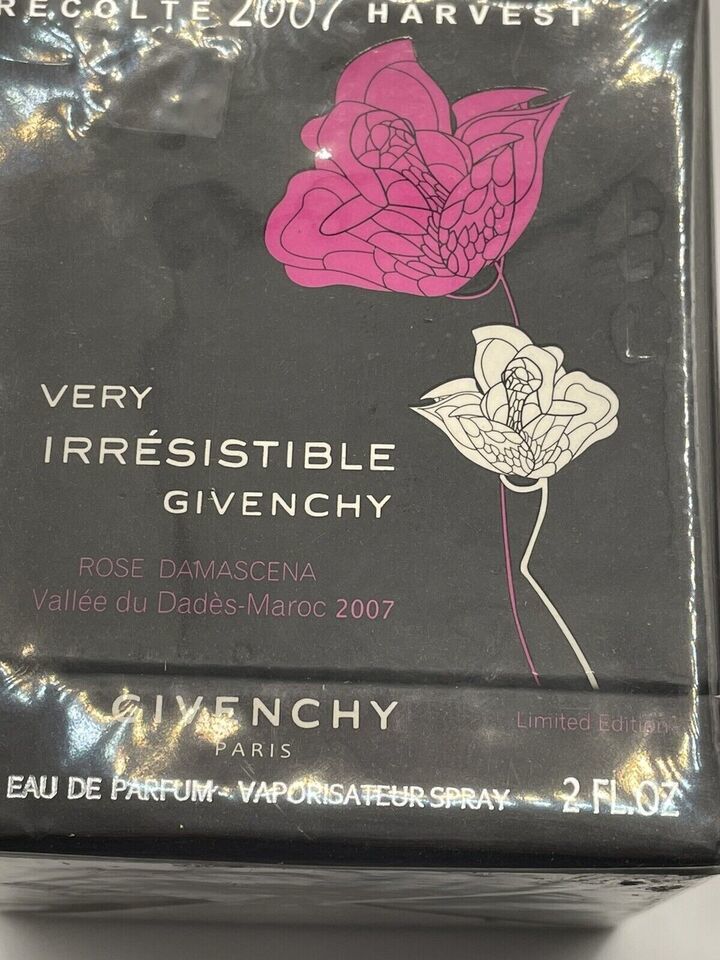 RÉCOLTE 2007 HARVEST
VERY
IRRÉSISTIBLE
GIVENCHY
ROSE DAMASCENA
Vallée du Dadès-Maroc 2007
GIVENCHY
PARIS
Limited Edition
EAU DE PARFUM - VAPORISATEUR SPRAY 2 FL.OZ